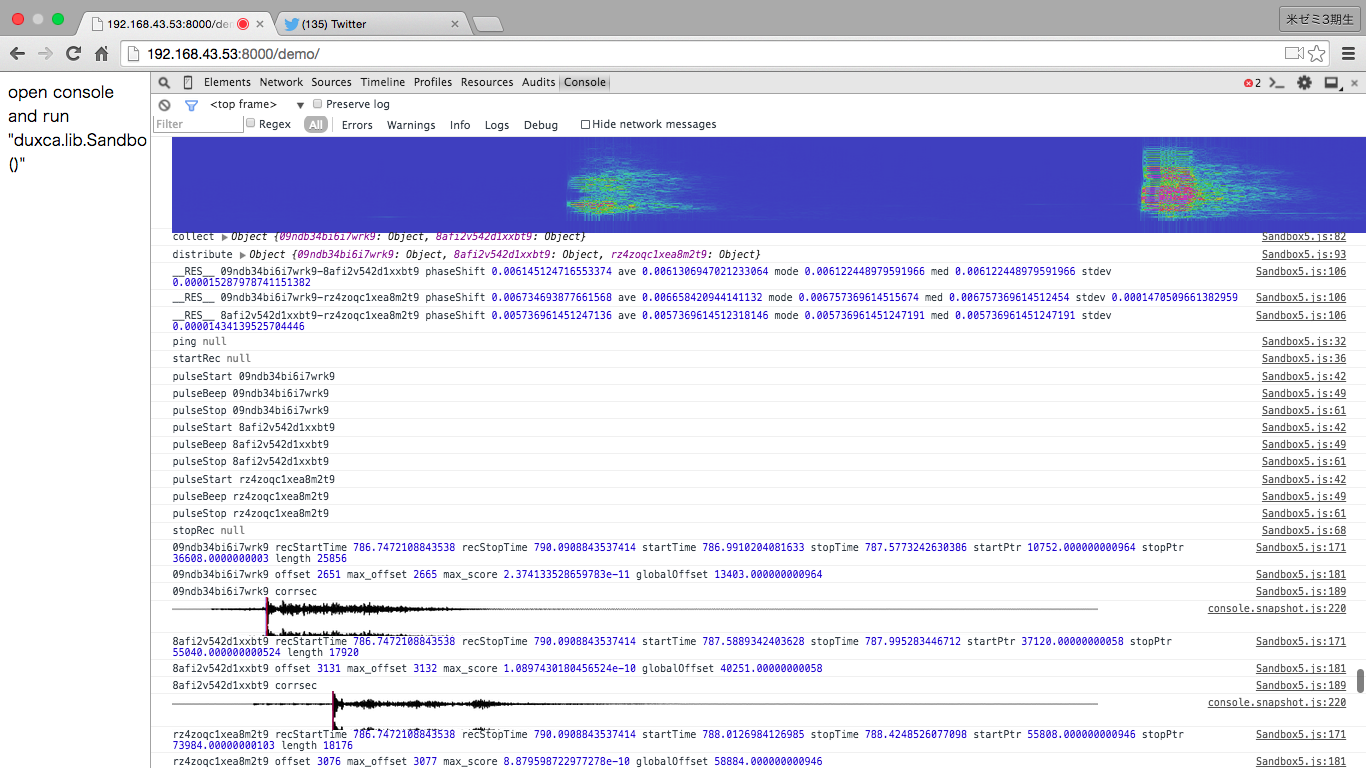 192.168.43.53:8000/de
(135) Twitter
米ゼミ3期生
192.168.43.53:8000/demo/
open console
and run
"duxca.lib.Sandbo
()"
Elements Network Sources Timeline Profiles Resources Audits Console
2
<top frame> Preserve log
Filter Regex All Errors Warnings Info Logs Debug Hide network messages
collect Object {09ndb34bi6i7wrk9: Object, 8afi2v542d1xxbt9: Object} Sandbox5.js:82
distribute Object {09ndb34bi6i7wrk9: Object, 8afi2v542d1xxbt9: Object, rz4zoqc1xea8m2t9: Object} Sandbox5.js:93
__RES__ 09ndb34bi6i7wrk9-8afi2v542d1xxbt9 phaseShift 0.006145124716553374 ave 0.0061306947021233064 mode 0.006122448979591966 med 0.006122448979591966 stdev Sandbox5.js:106
0.000015287978741151382
__RES__ 09ndb34bi6i7wrk9-rz4zoqc1xea8m2t9 phaseShift 0.006734693877661568 ave 0.006658420944141132 mode 0.006757369614515674 med 0.006757369614512454 stdev 0.0001470509661382959 Sandbox5.js:106
__RES__ 8afi2v542d1xxbt9-rz4zoqc1xea8m2t9 phaseShift 0.005736961451247136 ave 0.0057369614512318146 mode 0.005736961451247191 med 0.005736961451247191 stdev Sandbox5.js:106
0.00001434139525704446
ping null Sandbox5.js:32
startRec null Sandbox5.js:36
pulseStart 09ndb34bi6i7wrk9 Sandbox5.js:42
pulseBeep 09ndb34bi6i7wrk9 Sandbox5.js:49
pulseStop 09ndb34bi6i7wrk9 Sandbox5.js:61
pulseStart 8afi2v542d1xxbt9 Sandbox5.js:42
pulseBeep 8afi2v542d1xxbt9 Sandbox5.js:49
pulseStop 8afi2v542d1xxbt9 Sandbox5.js:61
pulseStart rz4zoqc1xea8m2t9 Sandbox5.js:42
pulseBeep rz4zoqc1xea8m2t9 Sandbox5.js:49
pulseStop rz4zoqc1xea8m2t9 Sandbox5.js:61
stopRec null Sandbox5.js:68
09ndb34bi6i7wrk9 recStartTime 786.7472108843538 recStopTime 790.0908843537414 startTime 786.9910204081633 stopTime 787.5773242630386 startPtr 10752.000000000964 stopPtr Sandbox5.js:171
36608.0000000003 length 25856
09ndb34bi6i7wrk9 offset 2651 max_offset 2665 max_score 2.374133528659783e-11 globalOffset 13403.000000000964 Sandbox5.js:181
09ndb34bi6i7wrk9 corrsec Sandbox5.js:189
console.snapshot.js:220
8afi2v542d1xxbt9 recStartTime 786.7472108843538 recStopTime 790.0908843537414 startTime 787.5889342403628 stopTime 787.995283446712 startPtr 37120.0000000058 stopPtr Sandbox5.js:171
55040.000000000524 length 17920
8afi2v542d1xxbt9 offset 3131 max_offset 3132 max_score 1.0897430180456524e-10 globalOffset 40251.00000000058 Sandbox5.js:181
8afi2v542d1xxbt9 corrsec Sandbox5.js:189
console.snapshot.js:220
rz4zoqc1xea8m2t9 recStartTime 786.7472108843538 recStopTime 790.0908843537414 startTime 788.0126984126985 stopTime 788.4248526077098 startPtr 55808.000000000946 stopPtr Sandbox5.js:171
73984.00000000103 length 18176
rz4zoqc1xea8m2t9 offset 3076 max_offset 3077 max_score 8.879598722977278e-10 globalOffset 58884.000000000946 Sandbox5.js:181